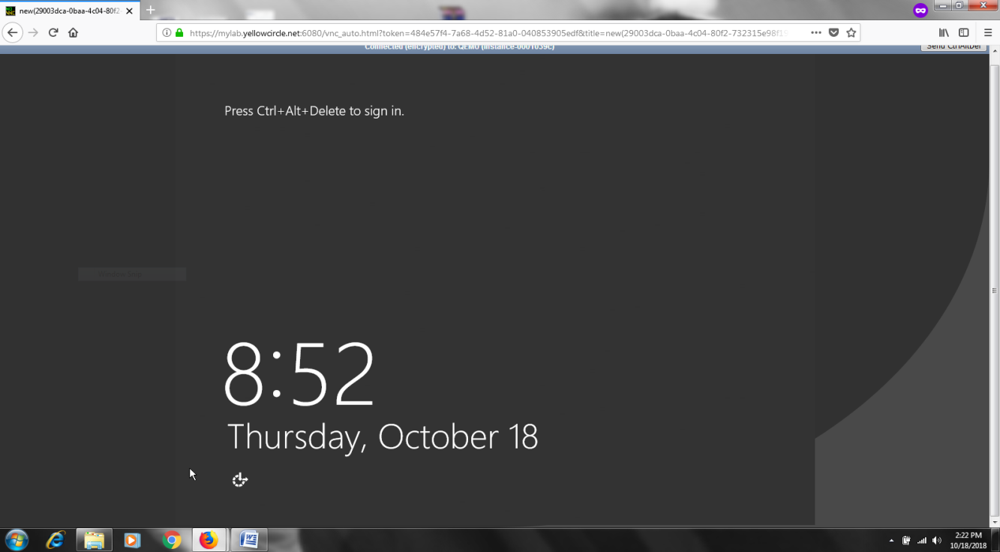 new(29003dca-0baa-4c04-80f2-
https://mylab.yellowcircle.net:6080/vnc_auto.html?token=484e57f4-7a68-4d52-81a0-040853905edf&title=new(29003dca-0baa-4c04-80f2-732315e98f19
Connected (encrypted) to: QEMU (instance-0001039c)
Send CtrlAltDel
Press Ctrl+Alt+Delete to sign in.
8:52
Thursday, October 18
2:22 PM
10/18/2018